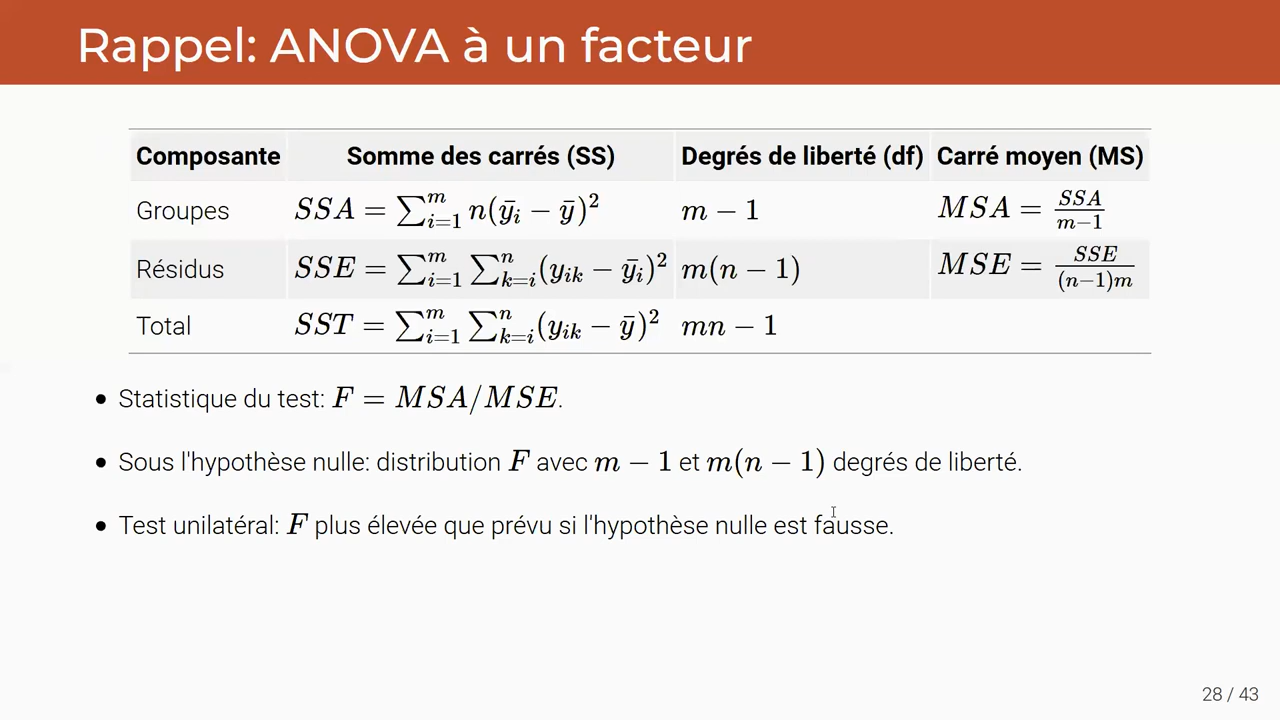 Rappel: ANOVA à un facteur
Composante Somme des carrés (SS) Degrés de liberté (df) Carré moyen (MS)
Groupes $SSA = \sum_{i=1}^{m} n(\bar{y}_i - \bar{y})^2$ $m - 1$ $MSA = \frac{SSA}{m-1}$
Résidus $SSE = \sum_{i=1}^{m} \sum_{k=i}^{n} (y_{ik} - \bar{y}_i)^2$ $m(n - 1)$ $MSE = \frac{SSE}{(n-1)m}$
Total $SST = \sum_{i=1}^{m} \sum_{k=i}^{n} (y_{ik} - \bar{y})^2$ $mn - 1$
• Statistique du test: $F = MSA/MSE$.
• Sous l'hypothèse nulle: distribution $F$ avec $m - 1$ et $m(n - 1)$ degrés de liberté.
• Test unilatéral: $F$ plus élevée que prévu si l'hypothèse nulle est fausse.
28 / 43